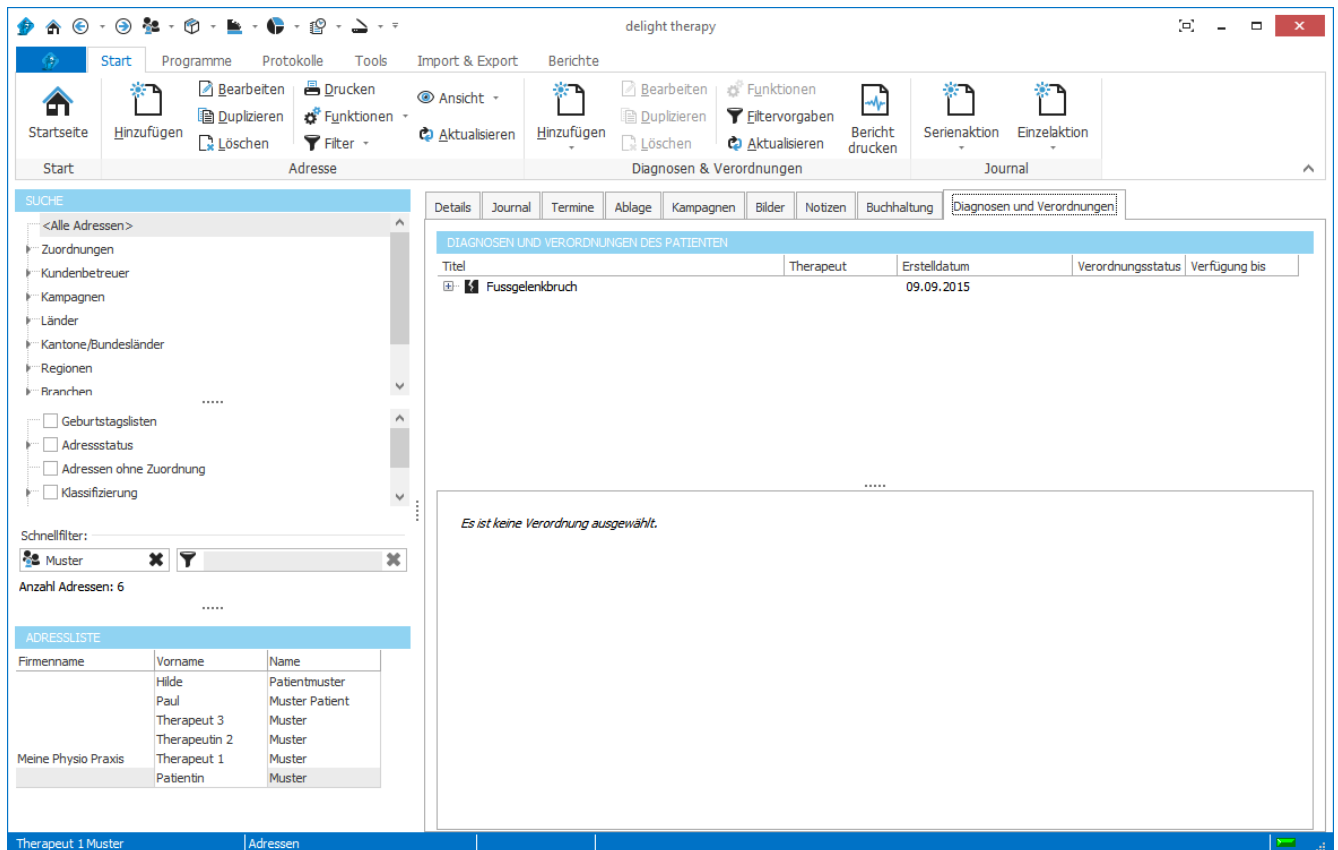 delight therapy
Start Programme Protokolle Tools Import & Export Berichte
Startseite
Hinzufügen
Bearbeiten
Duplizieren
Löschen
Drucken
Funktionen
Filter
Ansicht
Aktualisieren
Hinzufügen
Bearbeiten
Duplizieren
Löschen
Funktionen
Filtervorgaben
Aktualisieren
Bericht
drucken
Serienaktion
Einzelaktion
Start Adresse Diagnosen & Verordnungen Journal
SUCHE
<Alle Adressen>
Zuordnungen
Kundenbetreuer
Kampagnen
Länder
Kantone/Bundesländer
Regionen
Branchen
Geburtstagslisten
Adressstatus
Adressen ohne Zuordnung
Klassifizierung
Schnellfilter:
Muster
Anzahl Adressen: 6
ADRESSLISTE
Firmenname Vorname Name
Hilde Patientmuster
Paul Muster Patient
Therapeut 3 Muster
Therapeutin 2 Muster
Meine Physio Praxis Therapeut 1 Muster
Patientin Muster
Details Journal Termine Ablage Kampagnen Bilder Notizen Buchhaltung Diagnosen und Verordnungen
DIAGNOSEN UND VERORDNUNGEN DES PATIENTEN
Titel Therapeut Erstelldatum Verordnungsstatus Verfügung bis
Fussgelenkbruch 09.09.2015
Es ist keine Verordnung ausgewählt.
Therapeut 1 Muster Adressen